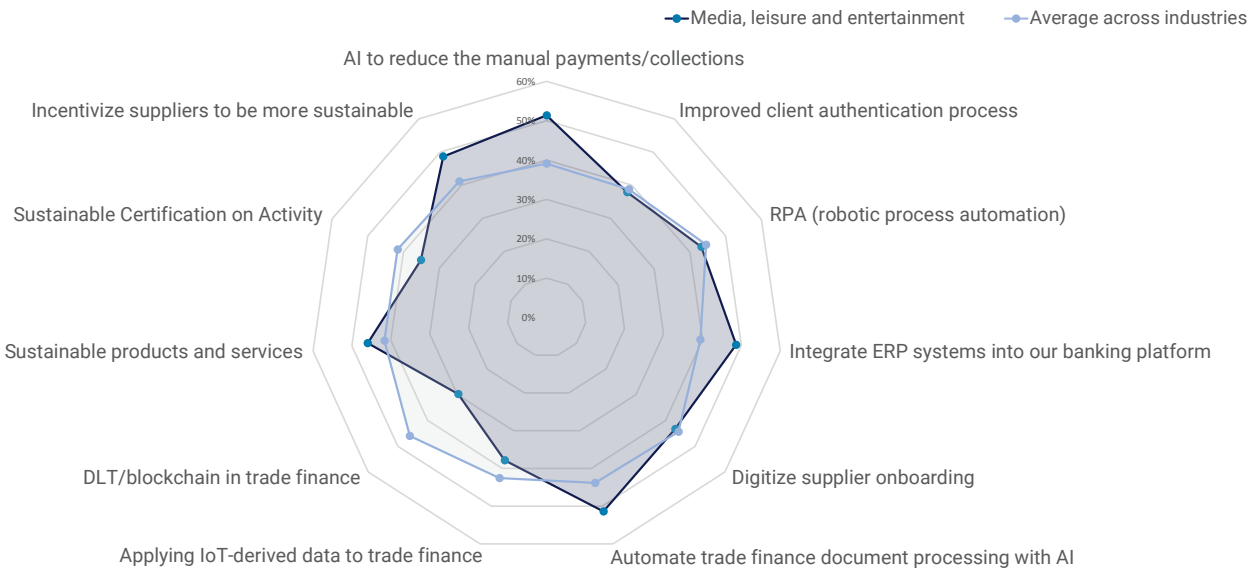 Media, leisure and entertainment
Average across industries
AI to reduce the manual payments/collections
60%
Incentivize suppliers to be more sustainable
Improved client authentication process
50%
40%
Sustainable Certification on Activity
RPA (robotic process automation)
30%
20%
10%
0%
Sustainable products and services
Integrate ERP systems into our banking platform
DLT/blockchain in trade finance
Digitize supplier onboarding
Applying IoT-derived data to trade finance
Automate trade finance document processing with AI